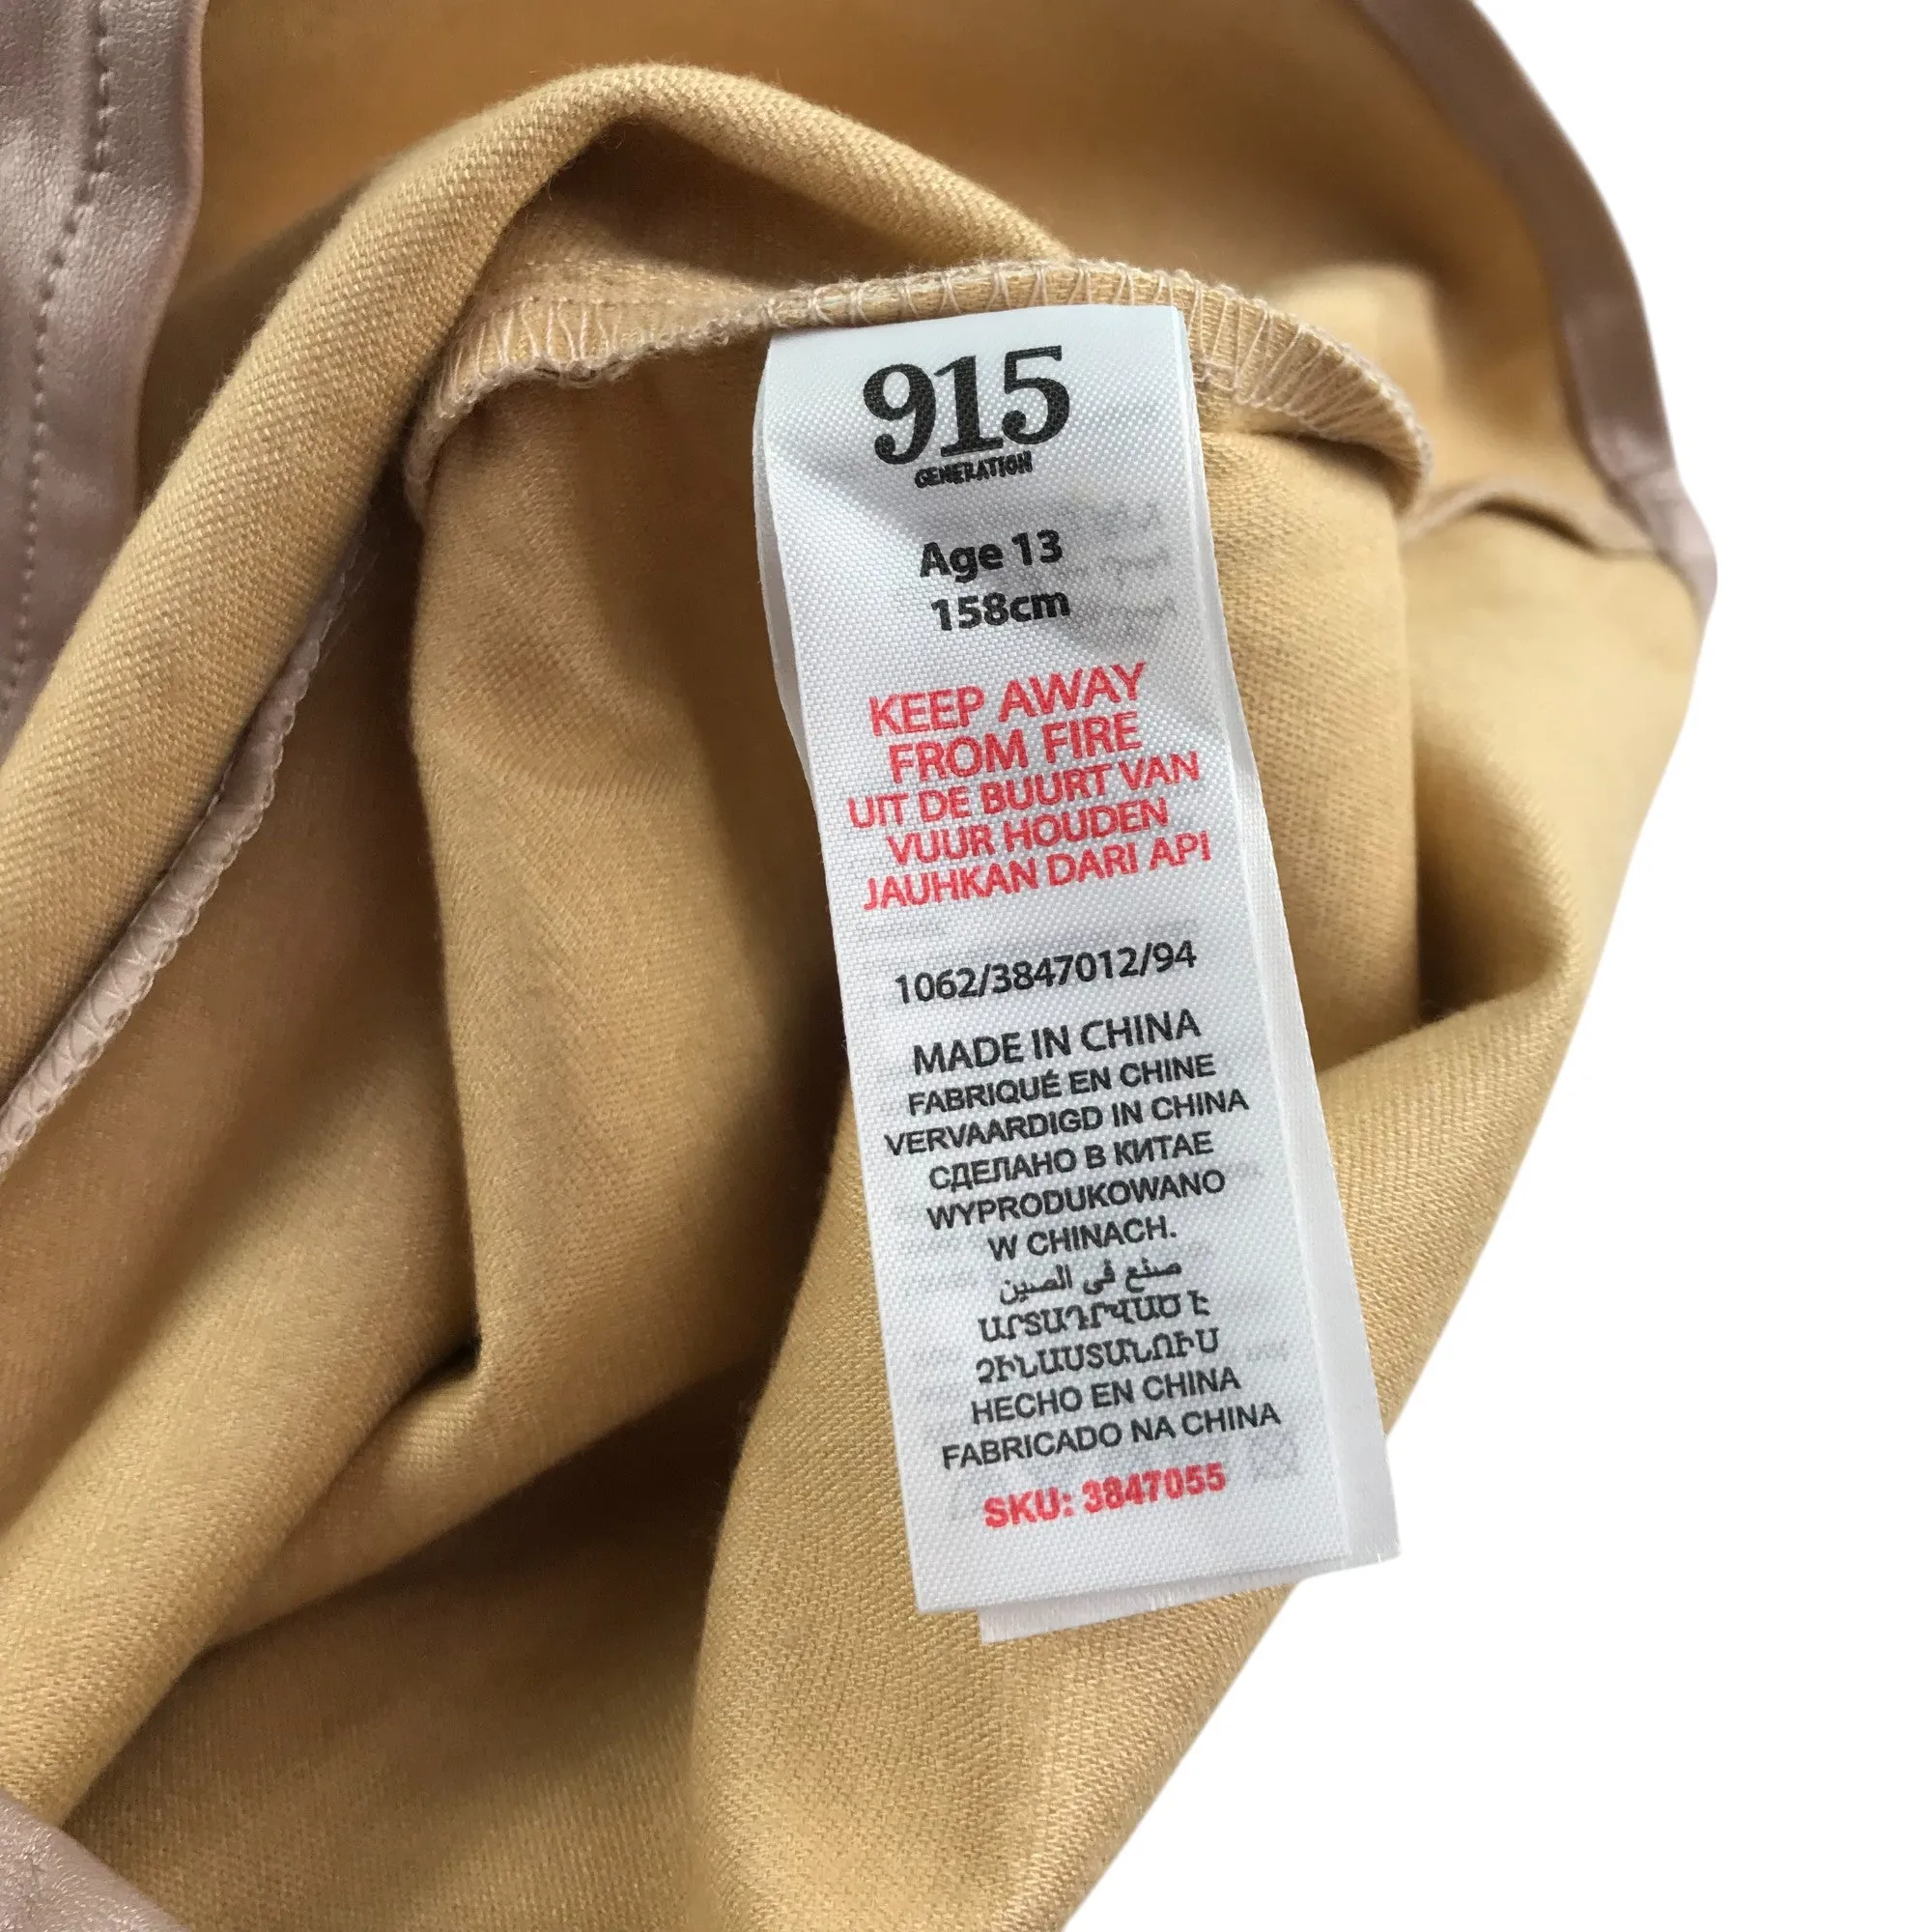 915
GENERATION
Age 13
158cm
KEEP AWAY
FROM FIRE
UIT DE BUURT VAN
VUUR HOUDEN
JAUHKAN DARI API
1062/3847012/94
MADE IN CHINA
FABRIQUÉ EN CHINE
VERVAARDIGD IN CHINA
СДЕЛАНО В КИТАЕ
WYPRODUKOWANO
W CHINACH.
صنع في الصين
ԱՐՏԱԴՐՎԱԾ Է
ՉԻՆԱՍՏԱՆՈՒՄ
HECHO EN CHINA
FABRICADO NA CHINA
SKU: 3847055